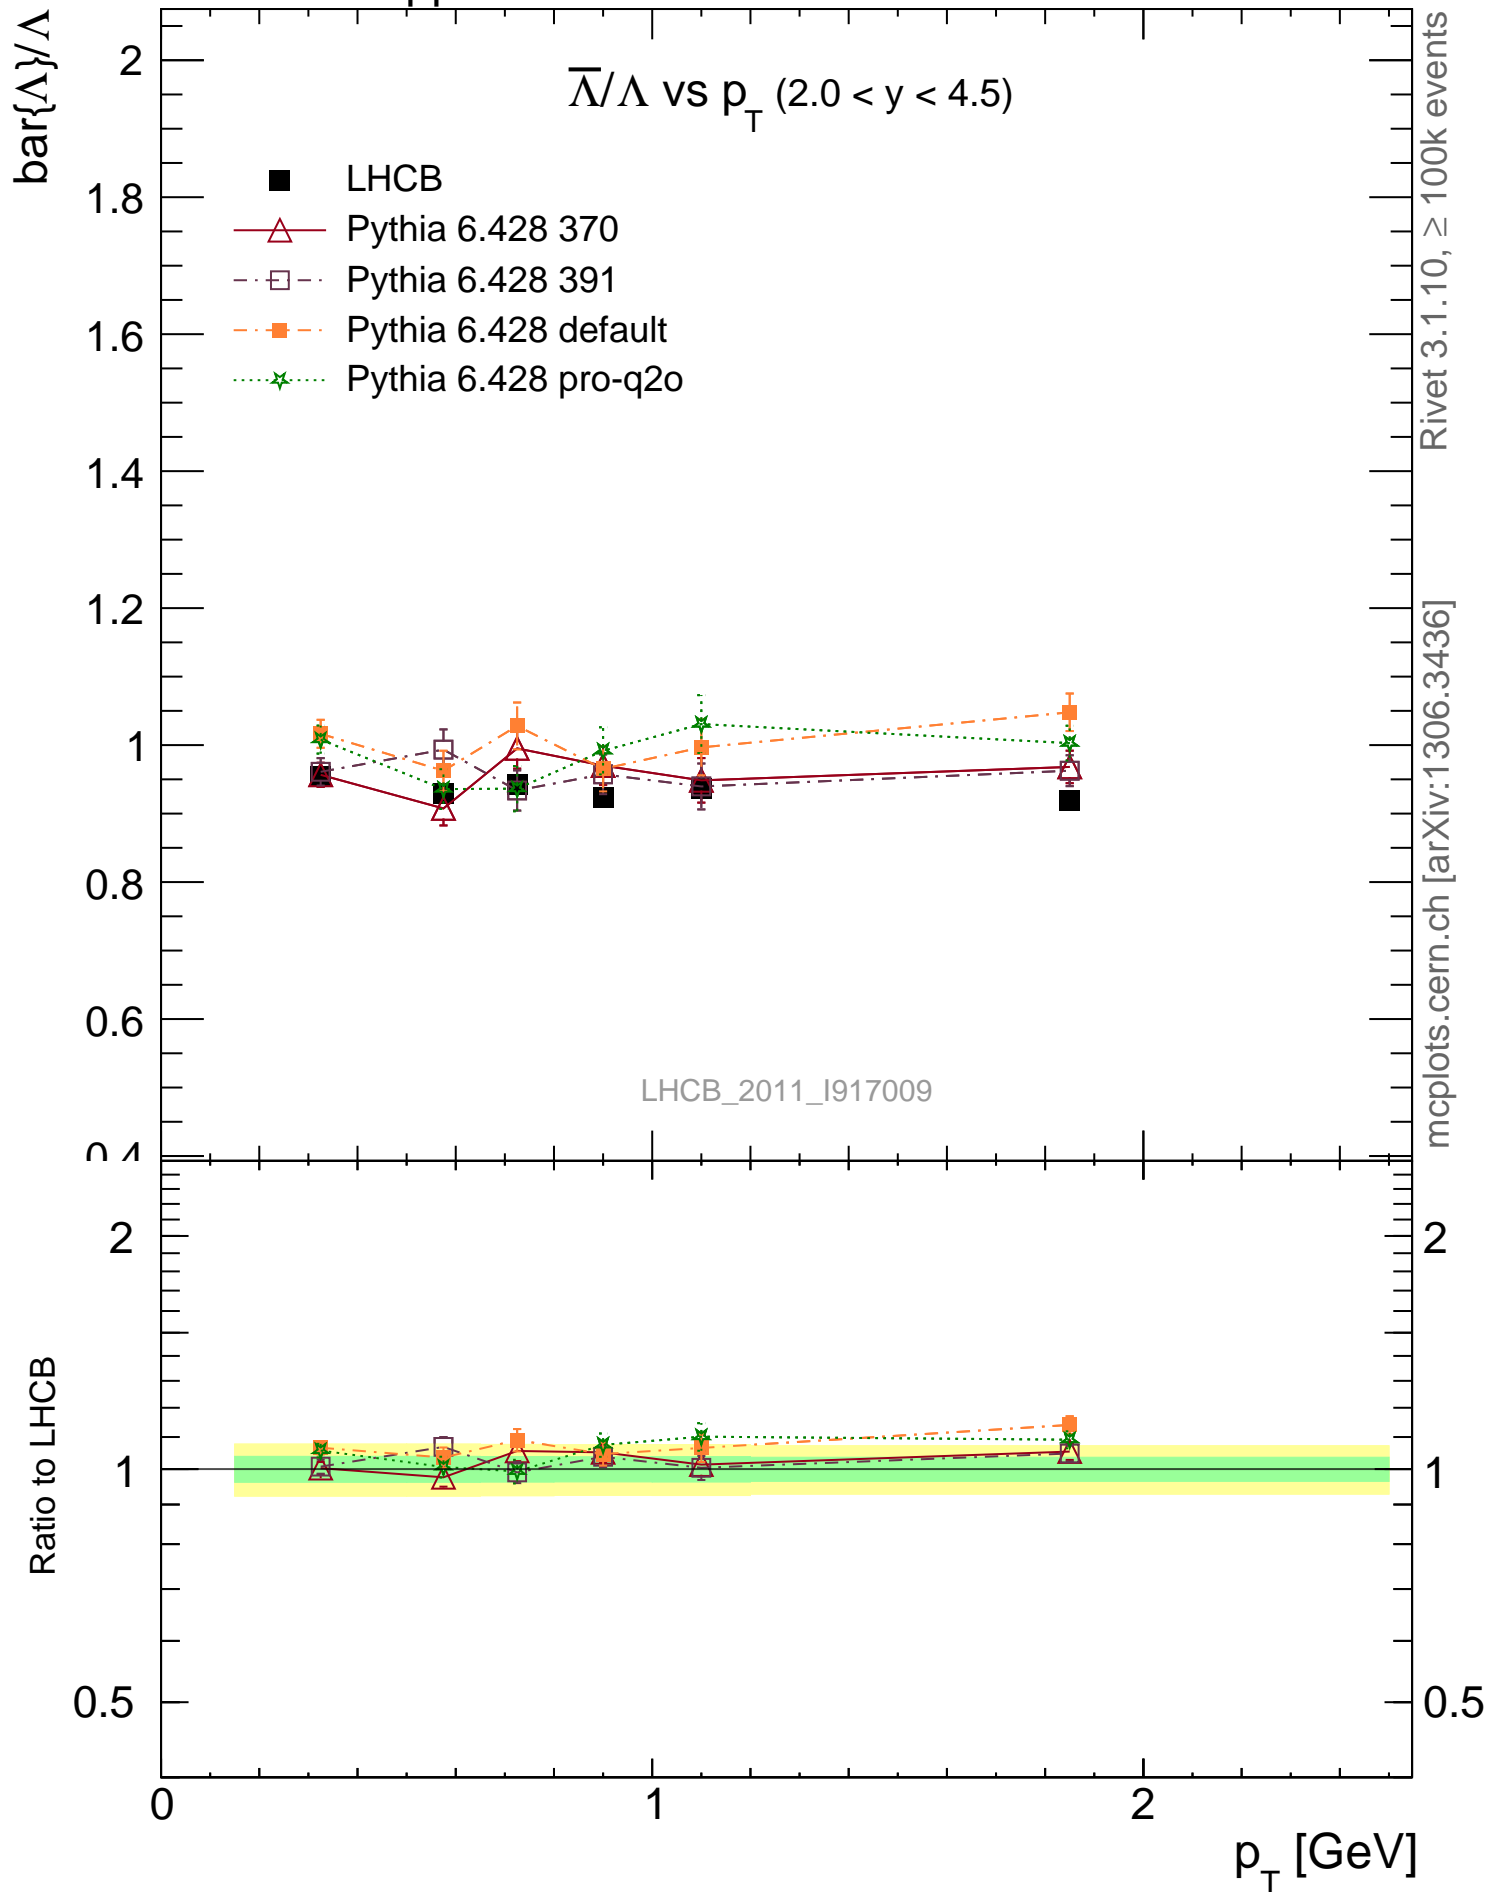 bar{Λ}/Λ
Λ̅/Λ vs p_T (2.0 < y < 4.5)
LHCB
Pythia 6.428 370
Pythia 6.428 391
Pythia 6.428 default
Pythia 6.428 pro-q2o
2
1.8
1.6
1.4
1.2
1
0.8
0.6
0.4
LHCB_2011_I917009
Rivet 3.1.10, ≥ 100k events
mcplots.cern.ch [arXiv:1306.3436]
Ratio to LHCB
2
1
0.5
2
1
0.5
0 1 2
p_T [GeV]